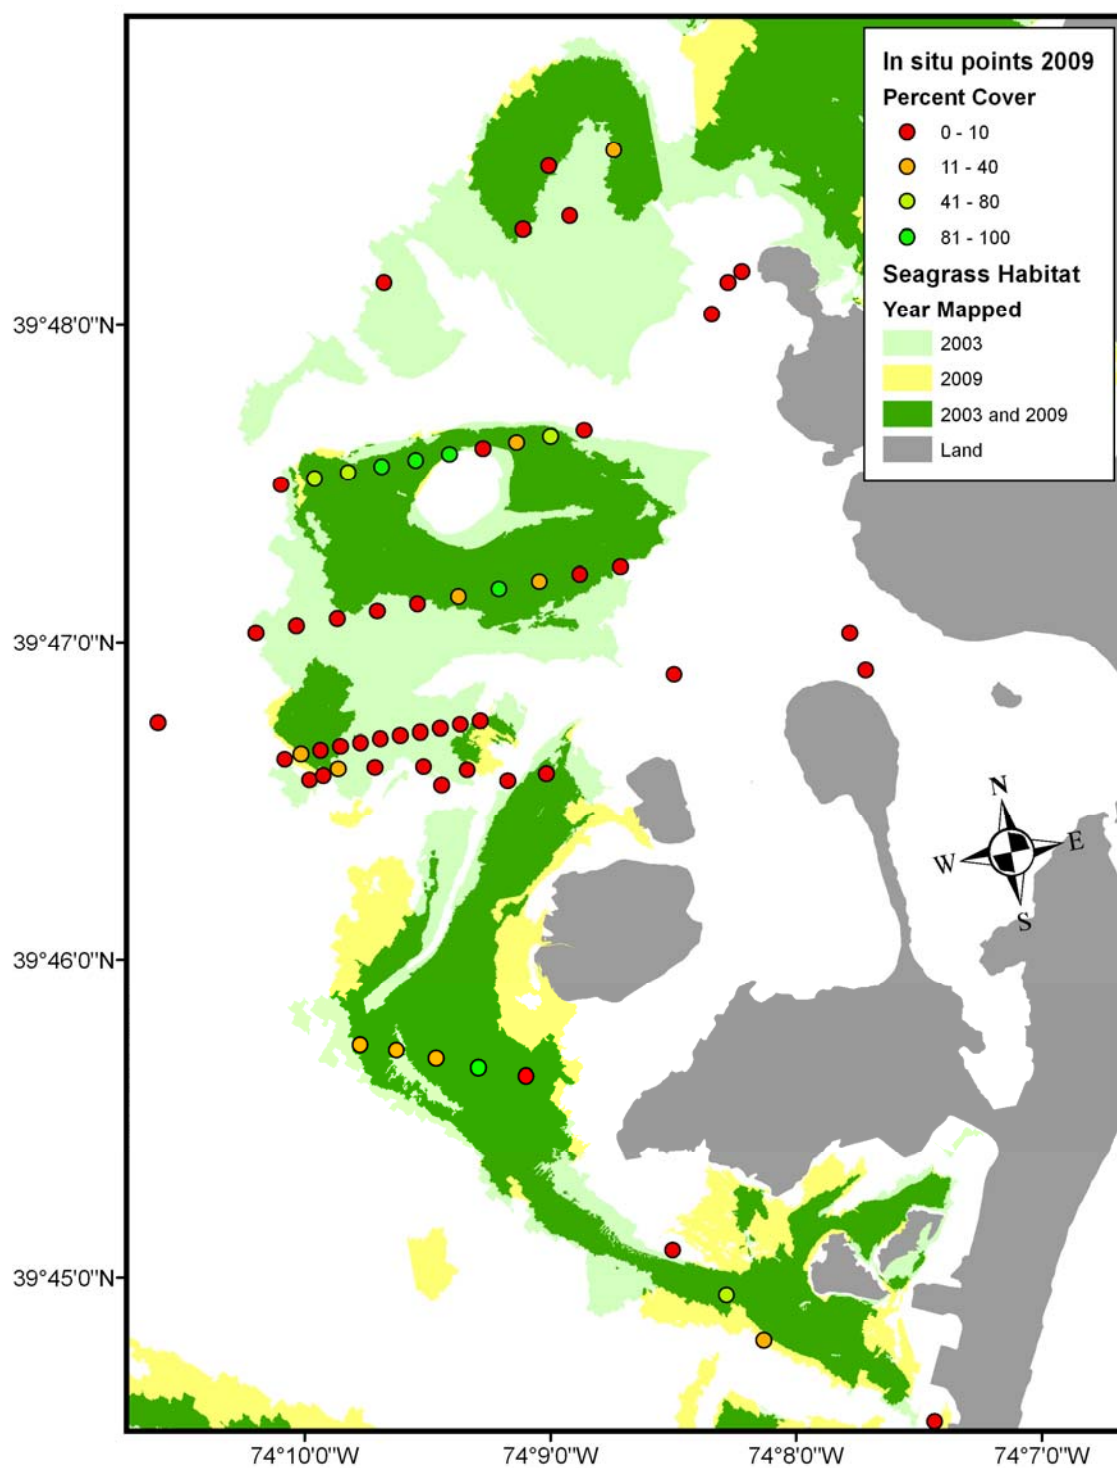 In situ points 2009
Percent Cover
0 - 10
11 - 40
41 - 80
81 - 100
Seagrass Habitat
Year Mapped
2003
2009
2003 and 2009
Land
39°48'0"N
39°47'0"N
39°46'0"N
39°45'0"N
N
W
E
S
74°10'0"W
74°9'0"W
74°8'0"W
74°7'0"W